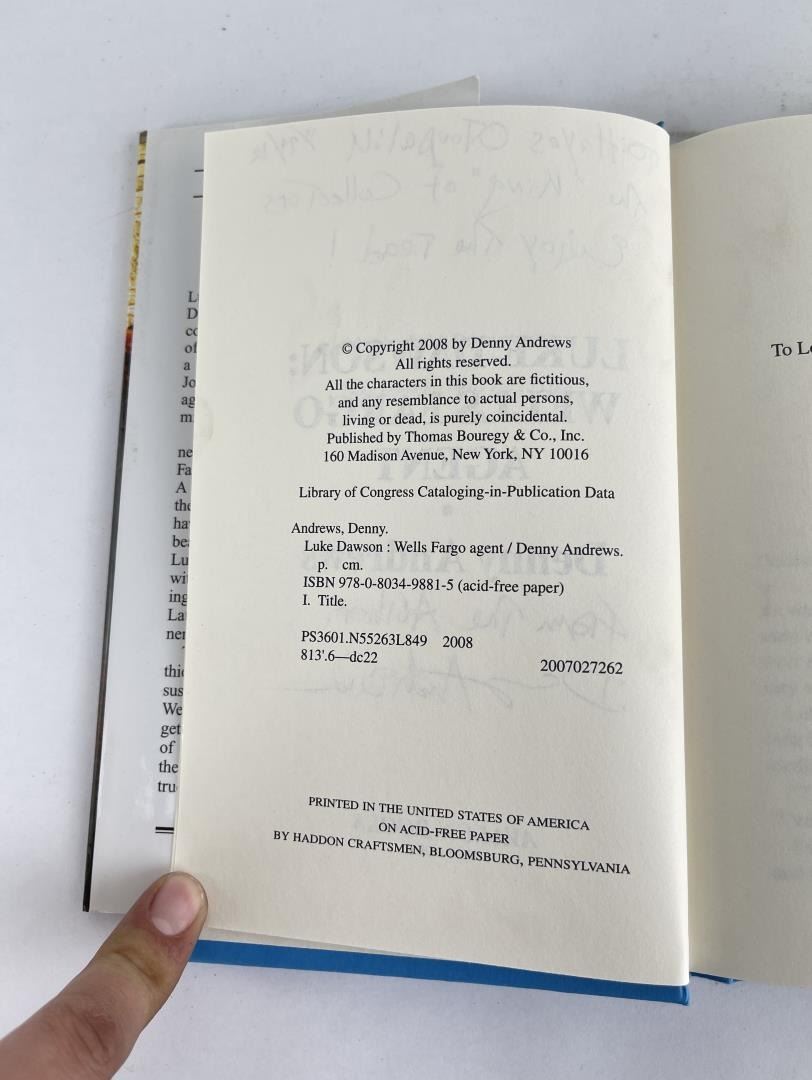 © Copyright 2008 by Denny Andrews
All rights reserved.
All the characters in this book are fictitious,
and any resemblance to actual persons,
living or dead, is purely coincidental.
Published by Thomas Bouregy & Co., Inc.
160 Madison Avenue, New York, NY 10016
Library of Congress Cataloging-in-Publication Data
Andrews, Denny.
Luke Dawson : Wells Fargo agent / Denny Andrews.
p. cm.
ISBN 978-0-8034-9881-5 (acid-free paper)
I. Title.
PS3601.N55263L849 2008
813'.6—dc22
2007027262
PRINTED IN THE UNITED STATES OF AMERICA
ON ACID-FREE PAPER
BY HADDON CRAFTSMEN, BLOOMSBURG, PENNSYLVANIA
To